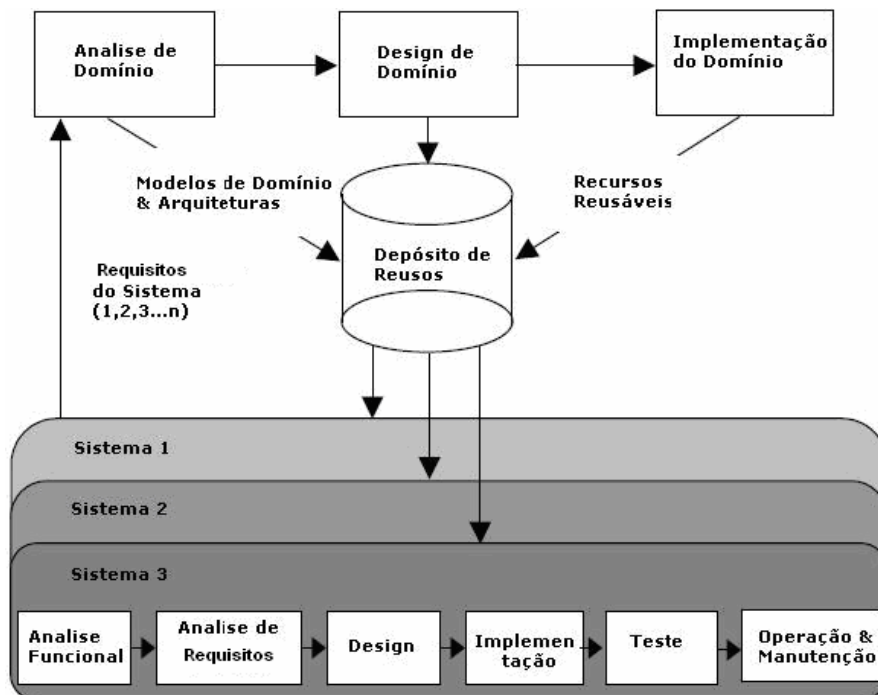 Analise de
Domínio
Design de
Domínio
Implementação
do Domínio
Modelos de Domínio
& Arquiteturas
Recursos
Reusáveis
Depósito de
Reusos
Requisitos
do Sistema
(1,2,3...n)
Sistema 1
Sistema 2
Sistema 3
Analise
Funcional
Analise de
Requisitos
Design
Implemen
tação
Teste
Operação &
Manutenção